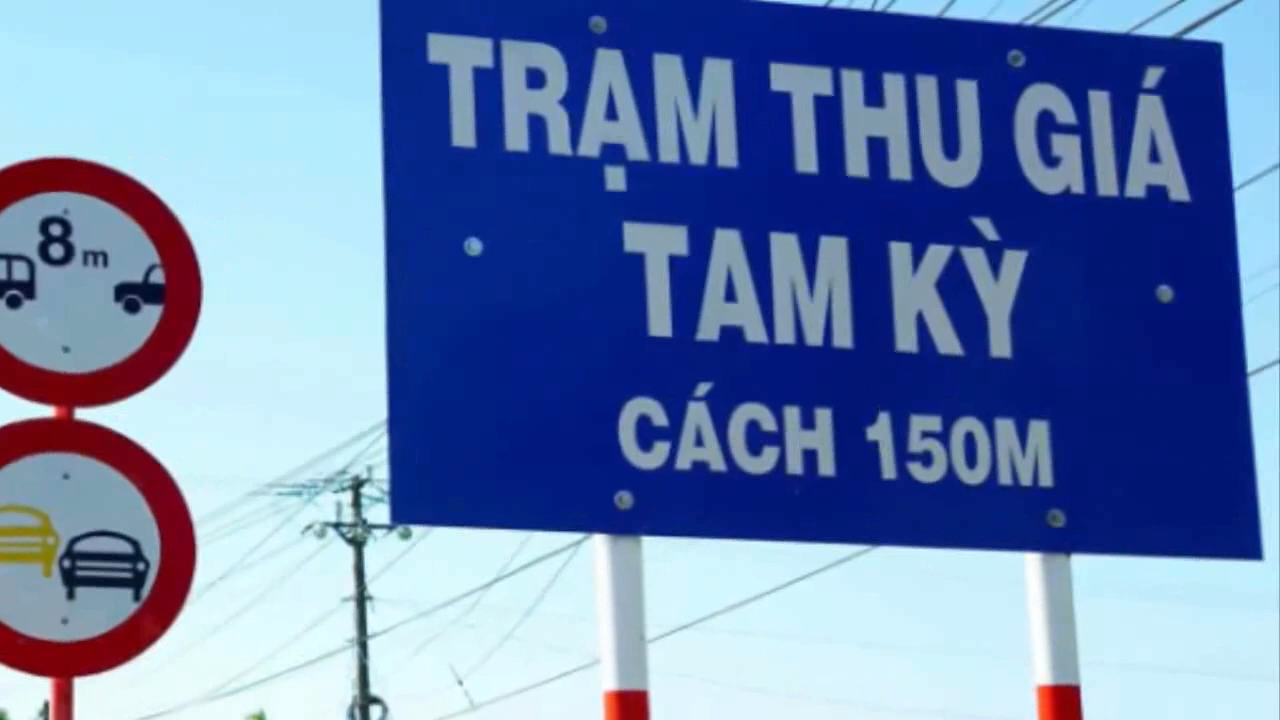 TRẠM THU GIÁ
TAM KỲ
CÁCH 150M
8m